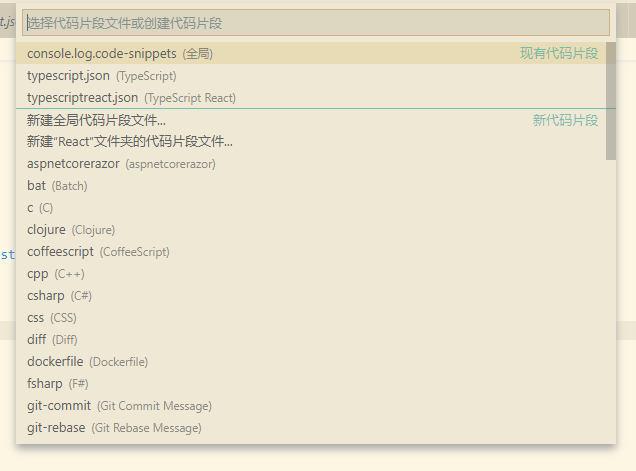 t.js
选择代码片段文件或创建代码片段
console.log.code-snippets (全局) 现有代码片段
typescript.json (TypeScript)
typescriptreact.json (TypeScript React)
新建全局代码片段文件... 新代码片段
新建“React”文件夹的代码片段文件...
aspnetcorerazor (aspnetcorerazor)
bat (Batch)
c (C)
clojure (Clojure)
st
coffeescript (CoffeeScript)
cpp (C++)
csharp (C#)
css (CSS)
diff (Diff)
dockerfile (Dockerfile)
fsharp (F#)
git-commit (Git Commit Message)
git-rebase (Git Rebase Message)